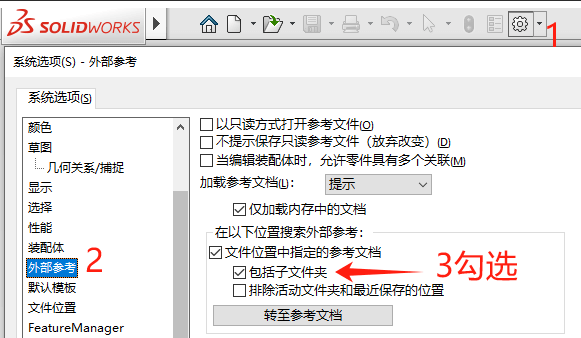 SOLIDWORKS
1
系统选项(S) - 外部参考
系统选项(S)
颜色
草图
几何关系/捕捉
显示
选择
性能
装配体
外部参考
2
默认模板
文件位置
FeatureManager
以只读方式打开参考文件(O)
不提示保存只读参考文件（放弃改变）(D)
当编辑装配体时，允许零件具有多个关联(M)
加载参考文档(L)：
提示
仅加载内存中的文档
在以下位置搜索外部参考：
文件位置中指定的参考文档
包括子文件夹
3勾选
排除活动文件夹和最近保存的位置
转至参考文档